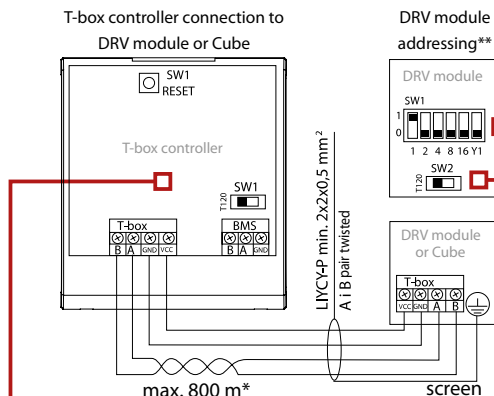 T-box controller connection to
DRV module or Cube
SW1
RESET
T-box controller
SW1
T120
T-box
B A GND VCC
BMS
B A GND
max. 800 m*
LIYCY-P min. 2x2x0,5 mm²
A i B pair twisted
DRV module
addressing**
DRV module
SW1
1
0
1 2 4 8 16 Y1
SW2
T120
DRV module
or Cube
T-box
VCC GND A B
screen